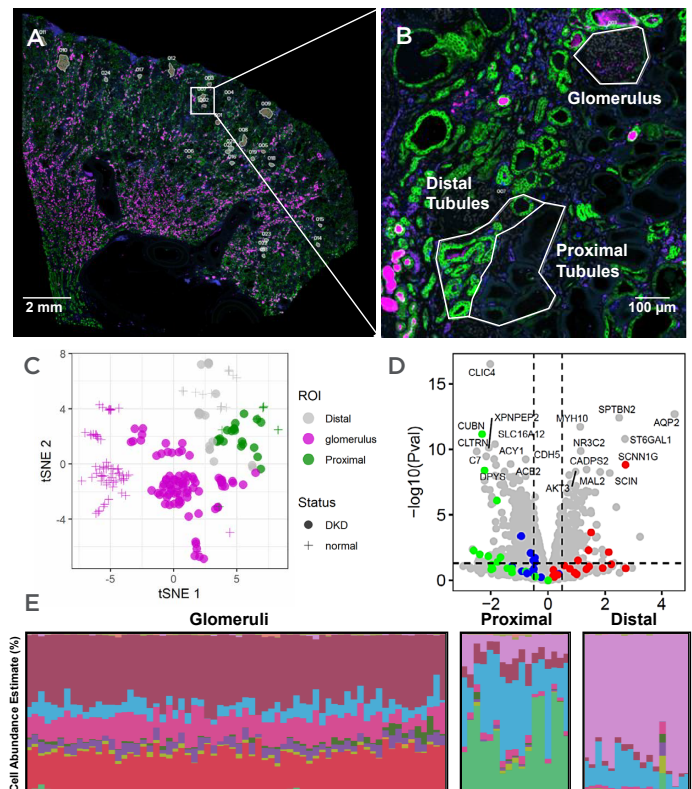 A
B
2 mm
Glomerulus
Distal
Tubules
Proximal
Tubules
100 µm
C
8
4
0
-4
-5
0
5
tSNE 1
tSNE 2
ROI
Distal
glomerulus
Proximal
Status
DKD
normal
D
15
10
5
0
−2
0
2
4
−log10(Pval)
CLIC4
XPNPEP2
CUBN
SLC16A12
CLTRN
ACY1
C7
DPYS
ACB2
CDH5
MYH10
SPTBN2
AQP2
NR3C2
ST6GAL1
CADPS2
SCNN1G
AKT3
MAL2
SCIN
E
Glomeruli
Proximal
Distal
Cell Abundance Estimate (%)